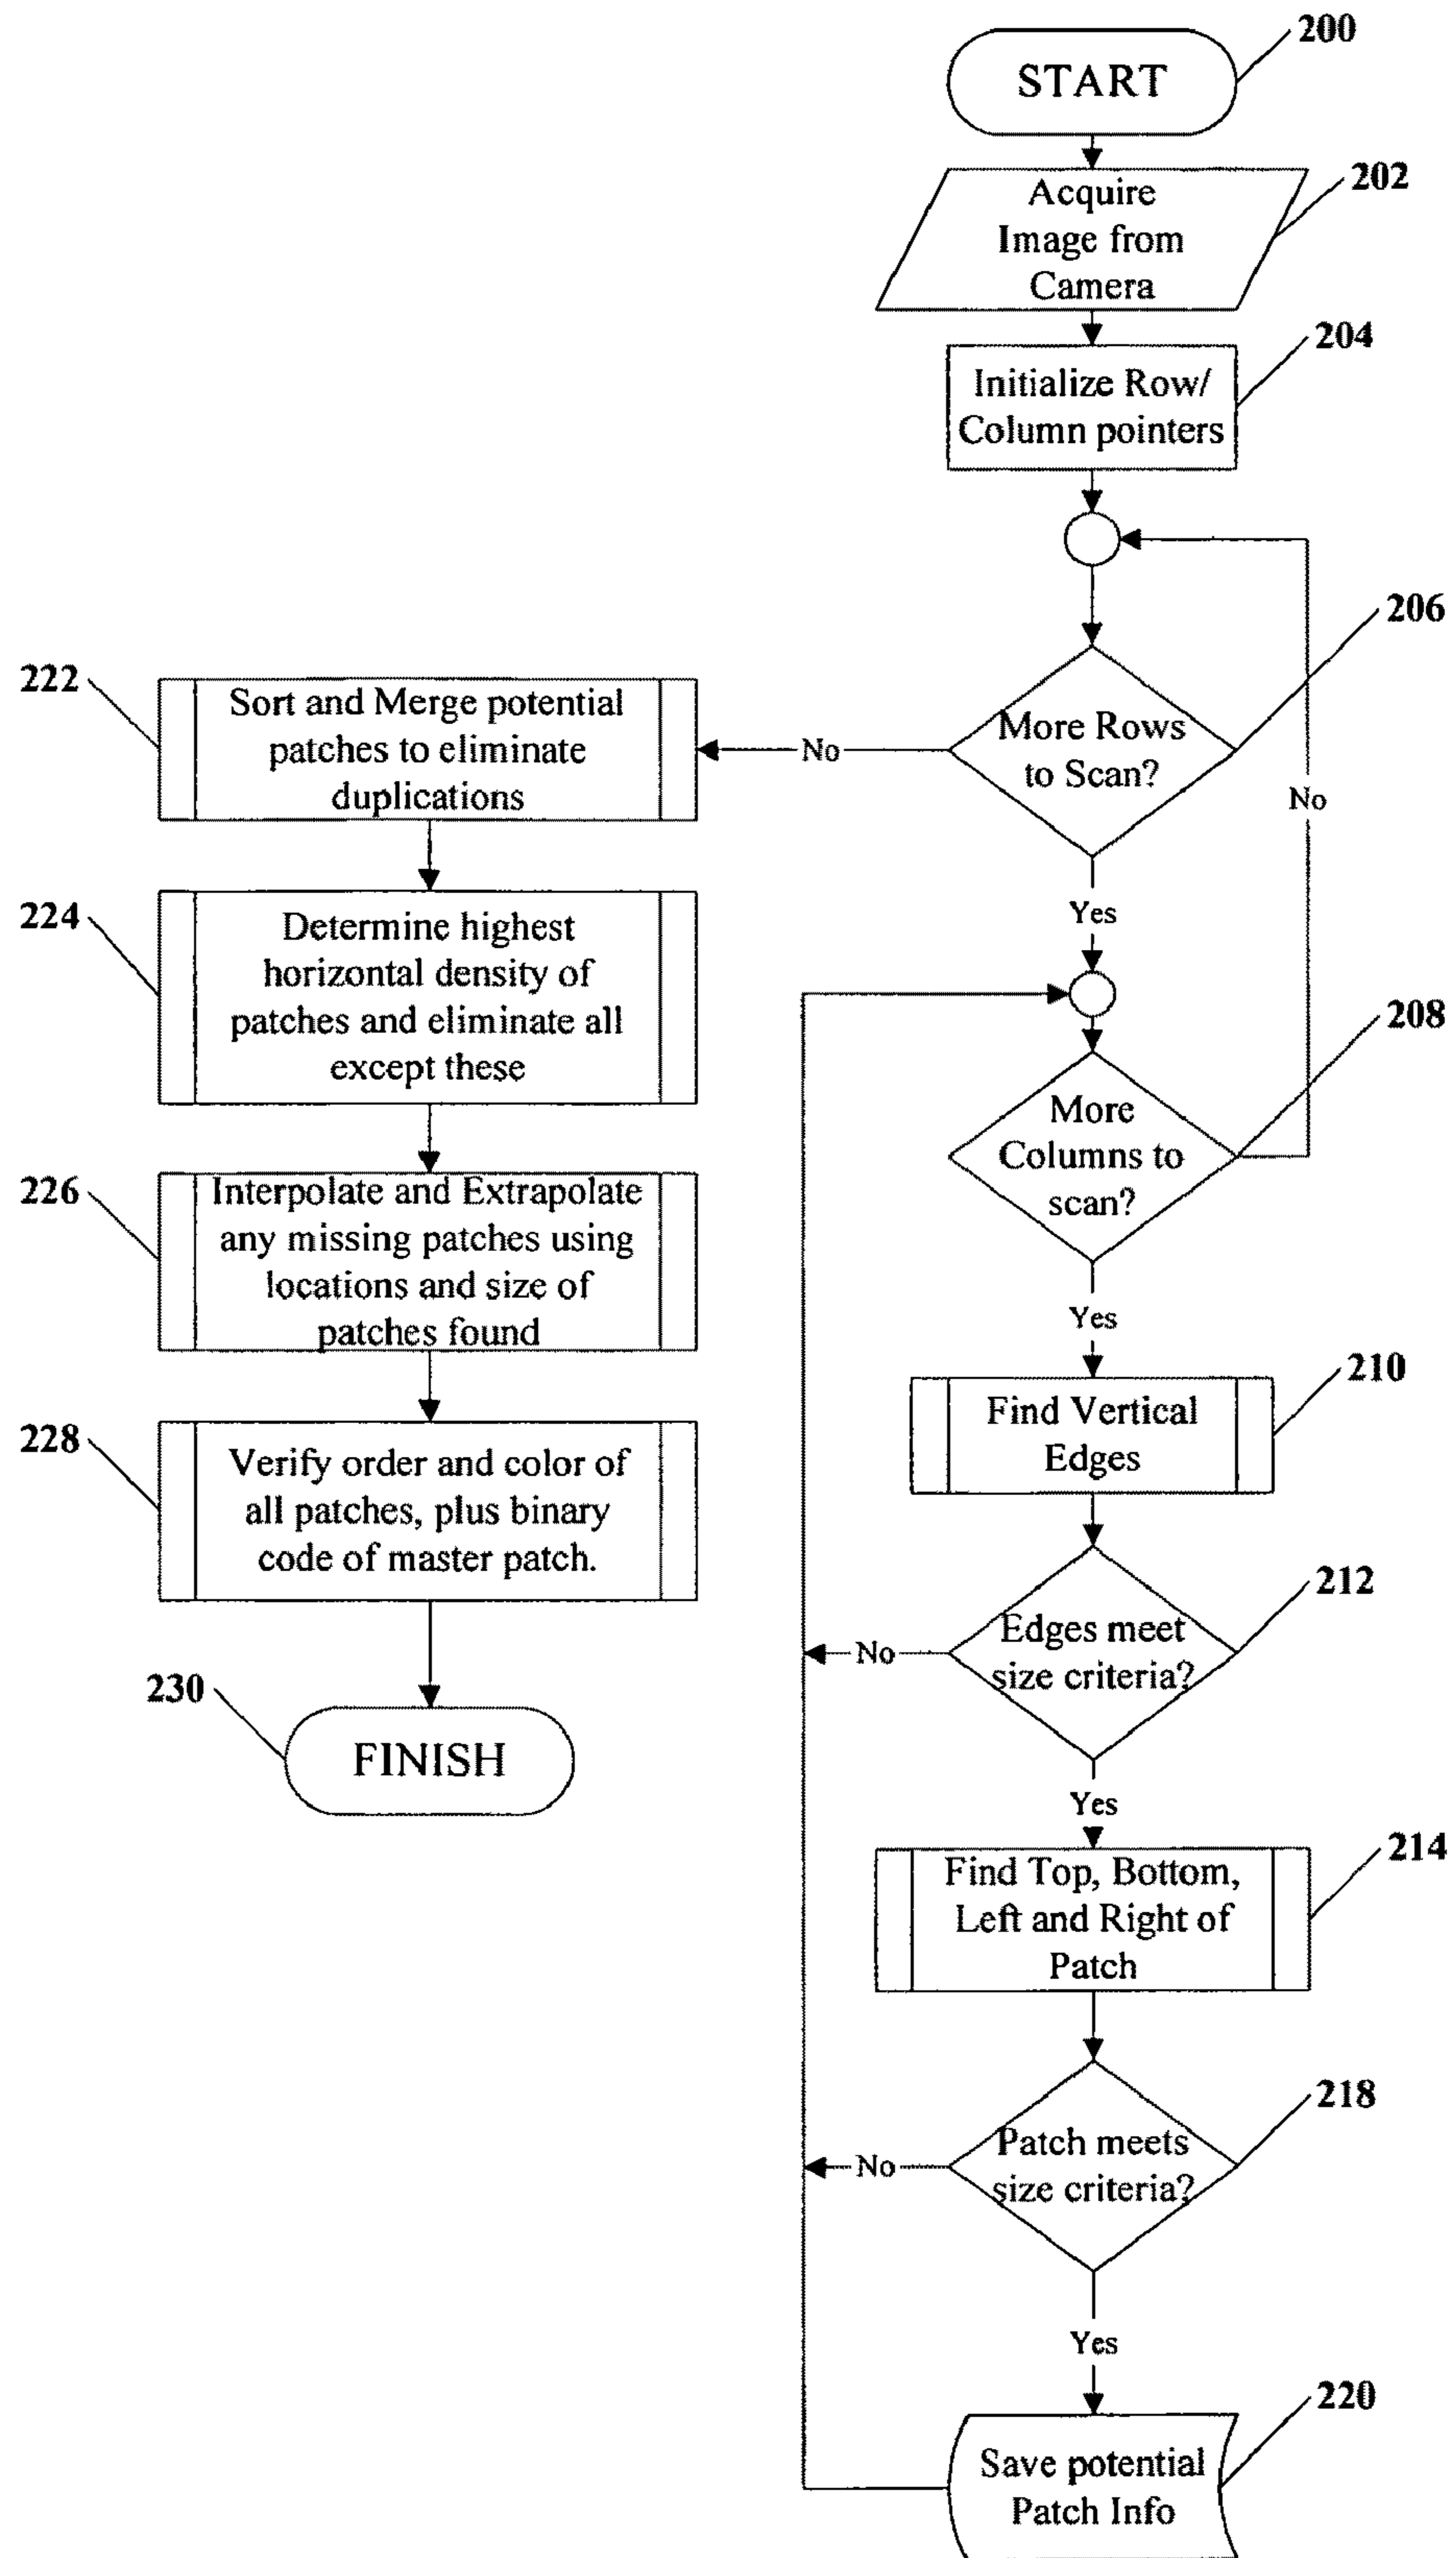 200
START
202
Acquire
Image from
Camera
204
Initialize Row/
Column pointers
206
More Rows
to Scan?
No
No
Yes
208
More
Columns to
scan?
Yes
210
Find Vertical
Edges
212
Edges meet
size criteria?
No
Yes
214
Find Top, Bottom,
Left and Right of
Patch
218
Patch meets
size criteria?
No
Yes
220
Save potential
Patch Info
222
Sort and Merge potential
patches to eliminate
duplications
224
Determine highest
horizontal density of
patches and eliminate all
except these
226
Interpolate and Extrapolate
any missing patches using
locations and size of
patches found
228
Verify order and color of
all patches, plus binary
code of master patch.
230
FINISH